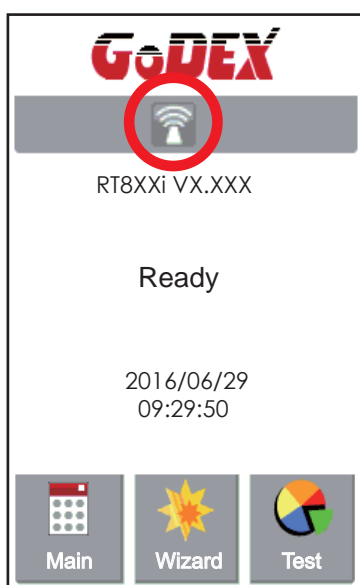 GoDEX
RT8XXi VX.XXX
Ready
2016/06/29
09:29:50
Main Wizard Test